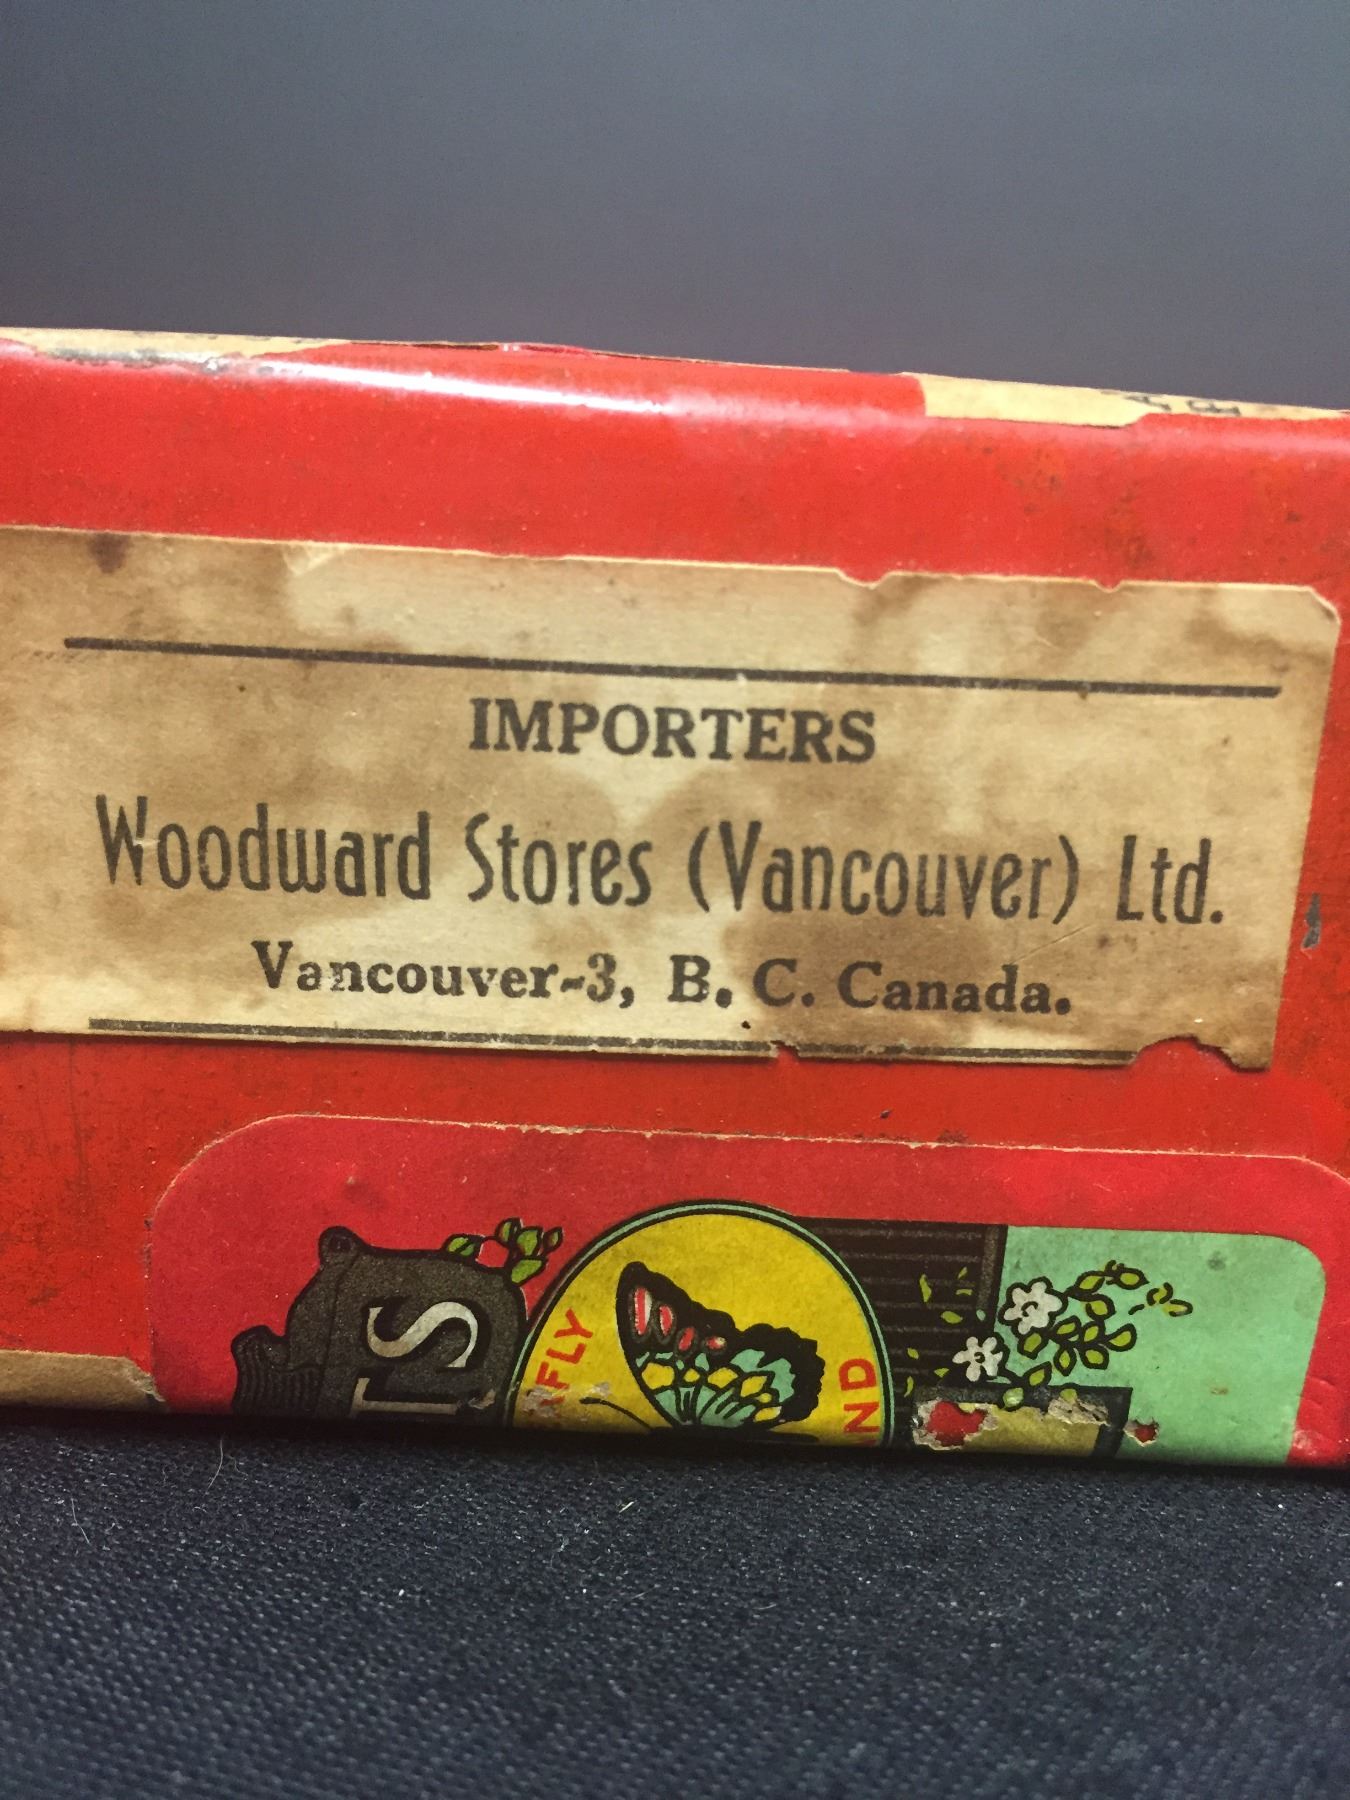 IMPORTERS
Woodward Stores (Vancouver) Ltd.
Vancouver-3, B. C. Canada.